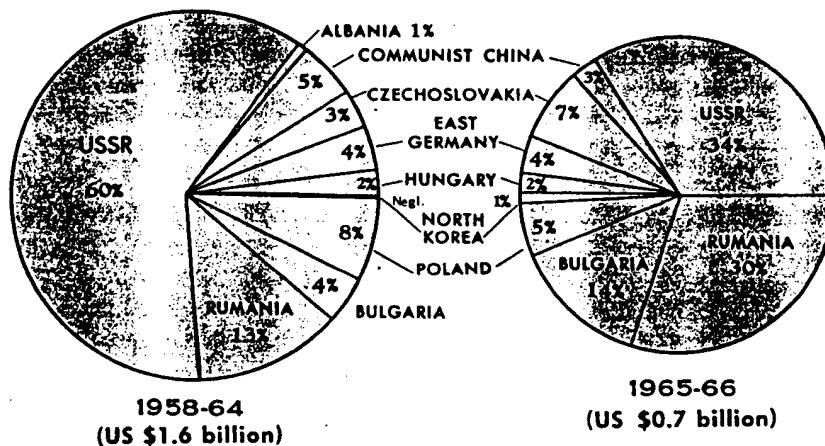 ALBANIA 1%
COMMUNIST CHINA
5%
3%
CZECHOSLOVAKIA
3%
7%
EAST
GERMANY
4%
4%
USSR
60%
USSR
34%
HUNGARY
2%
2%
Negl.
1%
NORTH
KOREA
8%
5%
POLAND
4%
BULGARIA
BULGARIA
14%
RUMANIA
13%
RUMANIA
30%
1958-64
(US $1.6 billion)
1965-66
(US $0.7 billion)